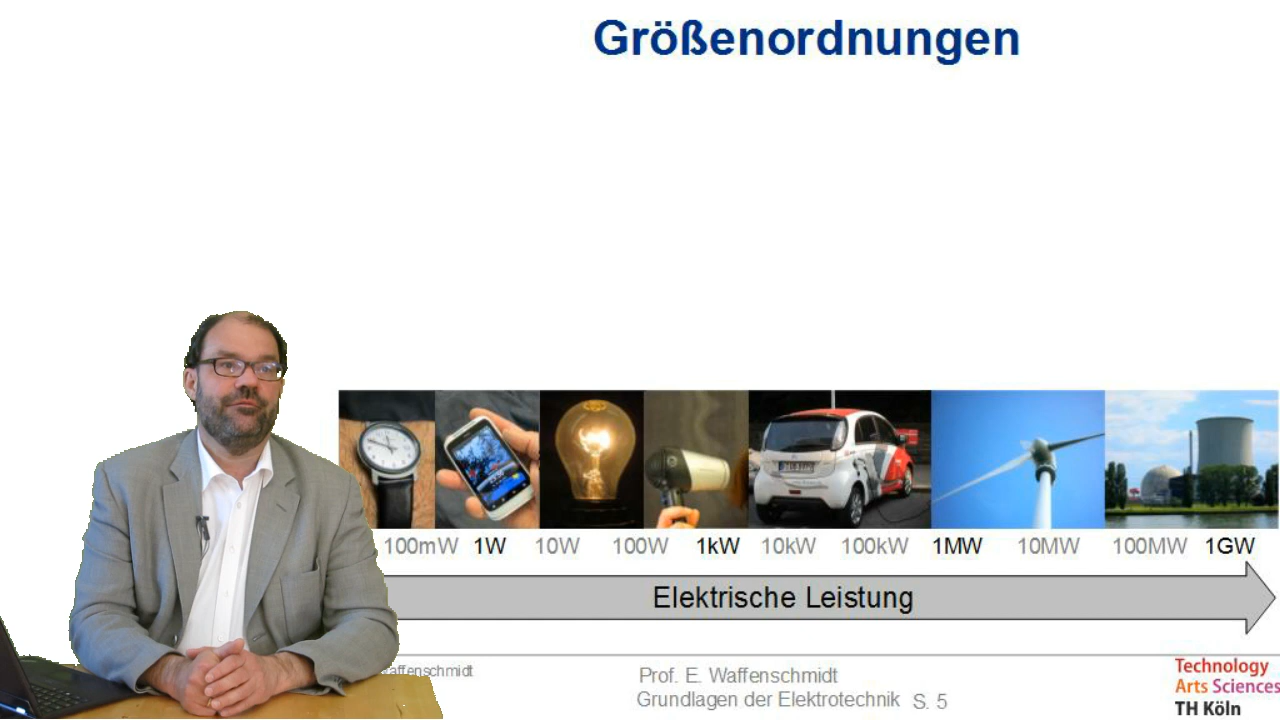 Größenordnungen
100mW 1W 10W 100W 1kW 10kW 100kW 1MW 10MW 100MW 1GW
Elektrische Leistung
affenschmidt
Prof. E. Waffenschmidt
Grundlagen der Elektrotechnik S. 5
Technology
Arts Sciences
TH Köln